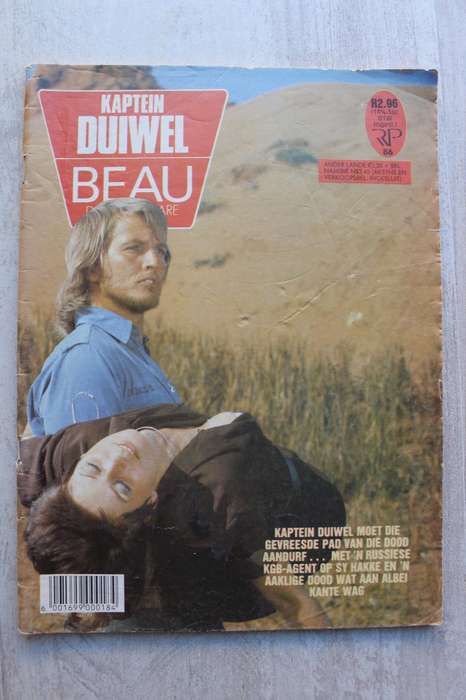 KAPTEIN
DUIWEL
BEAU
R2.96
RP
66
KAPTEIN DUIWEL MOET DIE
GEVREESDE PAD VAN DIE DOOD
AANDURF . . . MET 'N RUSSIESE
KGB-AGENT OP SY HAKKE EN 'N
AAKLIGE DOOD WAT AAN ALBEI
KANTE WAG
6 001699 000184